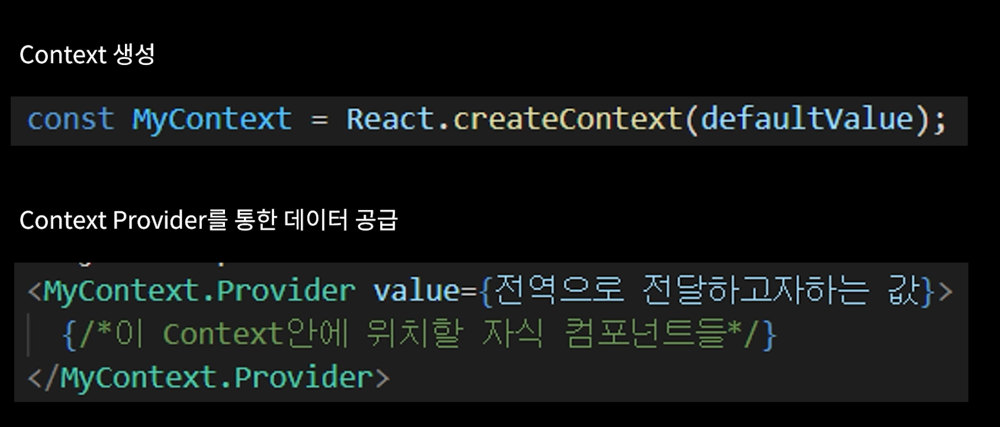 Context 생성
const MyContext = React.createContext(defaultValue);
Context Provider를 통한 데이터 공급
<MyContext.Provider value={전역으로 전달하고자하는 값}>
{/*이 Context안에 위치할 자식 컴포넌트들*/}
</MyContext.Provider>